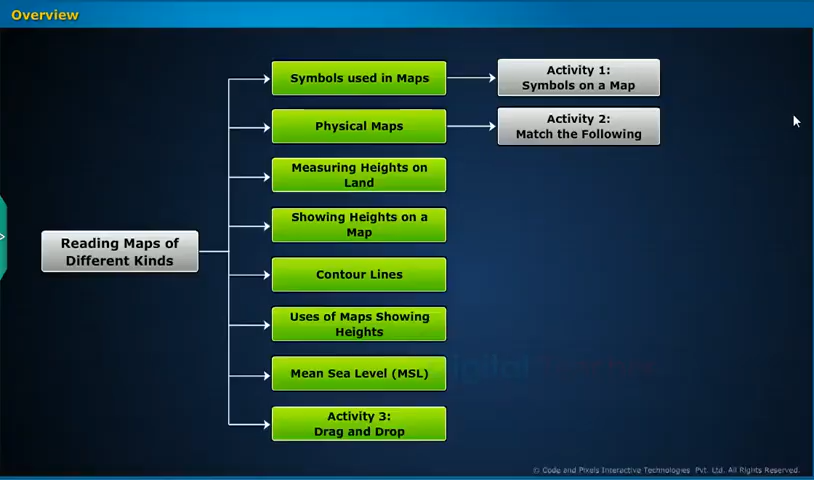 Overview
Symbols used in Maps
Activity 1:
Symbols on a Map
Physical Maps
Activity 2:
Match the Following
Measuring Heights on
Land
Showing Heights on a
Map
Reading Maps of
Different Kinds
Contour Lines
Uses of Maps Showing
Heights
Mean Sea Level (MSL)
Activity 3:
Drag and Drop
© Code and Pixels Interactive Technologies Pvt. Ltd. All Rights Reserved.